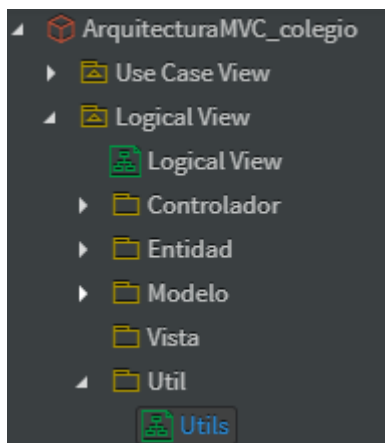 ArquitecturaMVC_colegio
Use Case View
Logical View
Logical View
Controlador
Entidad
Modelo
Vista
Util
Utils